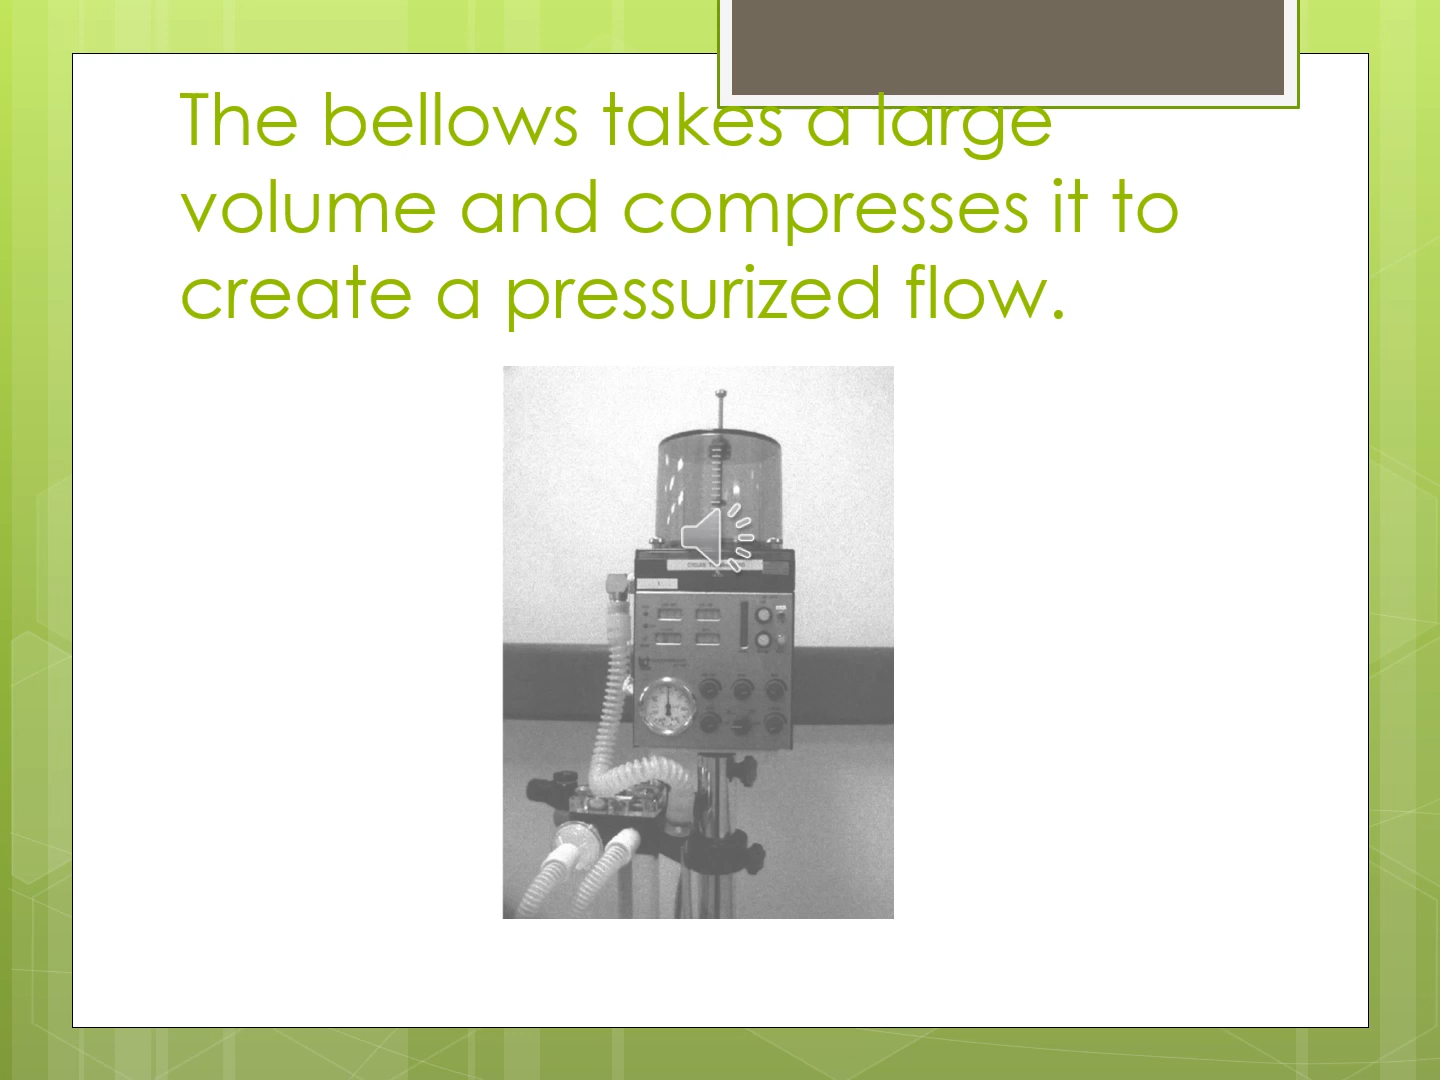 The bellows takes a large
volume and compresses it to
create a pressurized flow.